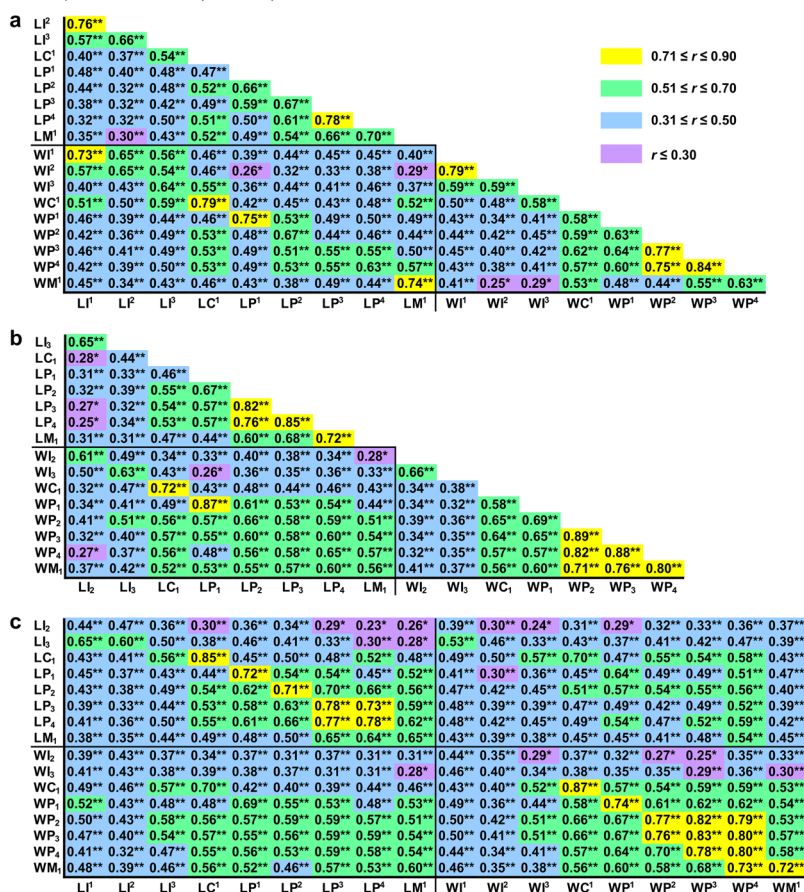 a
LI² 0.76**
LI³ 0.57** 0.66**
LC¹ 0.40** 0.37** 0.54**
LP¹ 0.48** 0.40** 0.48** 0.47**
LP² 0.44** 0.32** 0.48** 0.52** 0.66**
LP³ 0.38** 0.32** 0.42** 0.49** 0.59** 0.67**
LP⁴ 0.32** 0.32** 0.50** 0.51** 0.50** 0.61** 0.78**
LM¹ 0.35** 0.30** 0.43** 0.52** 0.49** 0.54** 0.66** 0.70**
WI¹ 0.73** 0.65** 0.56** 0.46** 0.39** 0.44** 0.45** 0.45** 0.40**
WI² 0.57** 0.65** 0.54** 0.46** 0.26* 0.32** 0.33** 0.38** 0.29* 0.79**
WI³ 0.40** 0.43** 0.64** 0.55** 0.36** 0.44** 0.41** 0.46** 0.37** 0.59** 0.59**
WC¹ 0.51** 0.50** 0.59** 0.79** 0.42** 0.45** 0.43** 0.48** 0.52** 0.50** 0.48** 0.58**
WP¹ 0.46** 0.39** 0.44** 0.46** 0.75** 0.53** 0.49** 0.50** 0.49** 0.43** 0.34** 0.41** 0.58**
WP² 0.42** 0.36** 0.49** 0.53** 0.48** 0.67** 0.44** 0.46** 0.44** 0.44** 0.42** 0.45** 0.59** 0.63**
WP³ 0.46** 0.41** 0.49** 0.53** 0.49** 0.51** 0.55** 0.55** 0.50** 0.45** 0.40** 0.42** 0.62** 0.64** 0.77**
WP⁴ 0.42** 0.39** 0.50** 0.53** 0.49** 0.53** 0.55** 0.63** 0.57** 0.43** 0.38** 0.41** 0.57** 0.60** 0.75** 0.84**
WM¹ 0.45** 0.34** 0.43** 0.46** 0.43** 0.38** 0.49** 0.44** 0.74** 0.41** 0.25* 0.29* 0.53** 0.48** 0.44** 0.55** 0.63**
LI¹ LI² LI³ LC¹ LP¹ LP² LP³ LP⁴ LM¹ WI¹ WI² WI³ WC¹ WP¹ WP² WP³ WP⁴
0.71 ≤ r ≤ 0.90
0.51 ≤ r ≤ 0.70
0.31 ≤ r ≤ 0.50
r ≤ 0.30
b
LI₃ 0.65**
LC₁ 0.28* 0.44**
LP₁ 0.31** 0.33** 0.46**
LP₂ 0.32** 0.39** 0.55** 0.67**
LP₃ 0.27* 0.32** 0.54** 0.57** 0.82**
LP₄ 0.25* 0.34** 0.53** 0.57** 0.76** 0.85**
LM₁ 0.31** 0.31** 0.47** 0.44** 0.60** 0.68** 0.72**
WI₂ 0.61** 0.49** 0.34** 0.33** 0.40** 0.38** 0.34** 0.28*
WI₃ 0.50** 0.63** 0.43** 0.26* 0.36** 0.35** 0.36** 0.33** 0.66**
WC₁ 0.32** 0.47** 0.72** 0.43** 0.48** 0.44** 0.46** 0.43** 0.34** 0.38**
WP₁ 0.34** 0.41** 0.49** 0.87** 0.61** 0.53** 0.54** 0.44** 0.34** 0.32** 0.58**
WP₂ 0.41** 0.51** 0.56** 0.57** 0.66** 0.58** 0.59** 0.51** 0.39** 0.36** 0.65** 0.69**
WP₃ 0.32** 0.40** 0.57** 0.55** 0.60** 0.58** 0.60** 0.54** 0.34** 0.34** 0.64** 0.65** 0.89**
WP₄ 0.27* 0.37** 0.56** 0.48** 0.56** 0.58** 0.65** 0.57** 0.32** 0.35** 0.57** 0.57** 0.82** 0.88**
WM₁ 0.37** 0.42** 0.52** 0.53** 0.55** 0.57** 0.60** 0.56** 0.41** 0.37** 0.56** 0.60** 0.71** 0.76** 0.80**
LI₂ LI₃ LC₁ LP₁ LP₂ LP₃ LP₄ LM₁ WI₂ WI₃ WC₁ WP₁ WP₂ WP₃ WP₄
c
LI₂ 0.44** 0.42** 0.36** 0.30** 0.36** 0.34** 0.29* 0.23* 0.26* 0.39** 0.30** 0.24* 0.31** 0.29* 0.32** 0.33** 0.36** 0.37**
LI₃ 0.65** 0.60** 0.50** 0.38** 0.46** 0.41** 0.33** 0.30** 0.28* 0.53** 0.46** 0.33** 0.43** 0.37** 0.41** 0.42** 0.47** 0.39**
LC₁ 0.43** 0.41** 0.56** 0.85** 0.45** 0.50** 0.48** 0.52** 0.48** 0.49** 0.50** 0.57** 0.70** 0.47** 0.55** 0.54** 0.58** 0.43**
LP₁ 0.45** 0.37** 0.43** 0.44** 0.72** 0.54** 0.54** 0.45** 0.52** 0.41** 0.30** 0.36** 0.45** 0.64** 0.49** 0.49** 0.51** 0.47**
LP₂ 0.43** 0.38** 0.49** 0.54** 0.62** 0.71** 0.70** 0.66** 0.56** 0.47** 0.42** 0.45** 0.51** 0.57** 0.54** 0.55** 0.56** 0.40**
LP₃ 0.39** 0.33** 0.44** 0.53** 0.58** 0.63** 0.78** 0.73** 0.59** 0.48** 0.39** 0.39** 0.47** 0.49** 0.42** 0.49** 0.52** 0.39**
LP₄ 0.41** 0.36** 0.50** 0.55** 0.61** 0.66** 0.77** 0.78** 0.62** 0.48** 0.42** 0.45** 0.49** 0.54** 0.47** 0.52** 0.59** 0.42**
LM₁ 0.38** 0.35** 0.44** 0.49** 0.48** 0.50** 0.65** 0.64** 0.65** 0.43** 0.39** 0.38** 0.45** 0.45** 0.41** 0.48** 0.54** 0.45**
WI₂ 0.39** 0.43** 0.37** 0.34** 0.37** 0.31** 0.37** 0.31** 0.31** 0.44** 0.35** 0.29* 0.37** 0.32** 0.27* 0.25* 0.35** 0.33**
WI₃ 0.41** 0.43** 0.38** 0.39** 0.38** 0.37** 0.31** 0.31** 0.28* 0.46** 0.40** 0.34** 0.38** 0.35** 0.35** 0.29** 0.36** 0.30**
WC₁ 0.49** 0.46** 0.57** 0.70** 0.42** 0.40** 0.39** 0.44** 0.46** 0.43** 0.40** 0.52** 0.87** 0.57** 0.54** 0.59** 0.59** 0.53**
WP₁ 0.52** 0.43** 0.48** 0.48** 0.69** 0.55** 0.53** 0.48** 0.53** 0.49** 0.36** 0.44** 0.58** 0.74** 0.61** 0.62** 0.62** 0.54**
WP₂ 0.50** 0.43** 0.58** 0.56** 0.57** 0.59** 0.59** 0.57** 0.51** 0.50** 0.42** 0.51** 0.66** 0.67** 0.77** 0.82** 0.79** 0.53**
WP₃ 0.47** 0.40** 0.54** 0.57** 0.55** 0.56** 0.59** 0.59** 0.54** 0.50** 0.41** 0.51** 0.66** 0.67** 0.76** 0.83** 0.80** 0.57**
WP₄ 0.41** 0.32** 0.47** 0.55** 0.56** 0.53** 0.59** 0.58** 0.54** 0.44** 0.34** 0.41** 0.57** 0.64** 0.70** 0.78** 0.80** 0.58**
WM₁ 0.48** 0.39** 0.46** 0.56** 0.52** 0.46** 0.57** 0.53** 0.60** 0.46** 0.35** 0.38** 0.56** 0.60** 0.58** 0.68** 0.73** 0.72**
LI¹ LI² LI³ LC¹ LP¹ LP² LP³ LP⁴ LM¹ WI¹ WI² WI³ WC¹ WP¹ WP² WP³ WP⁴ WM¹